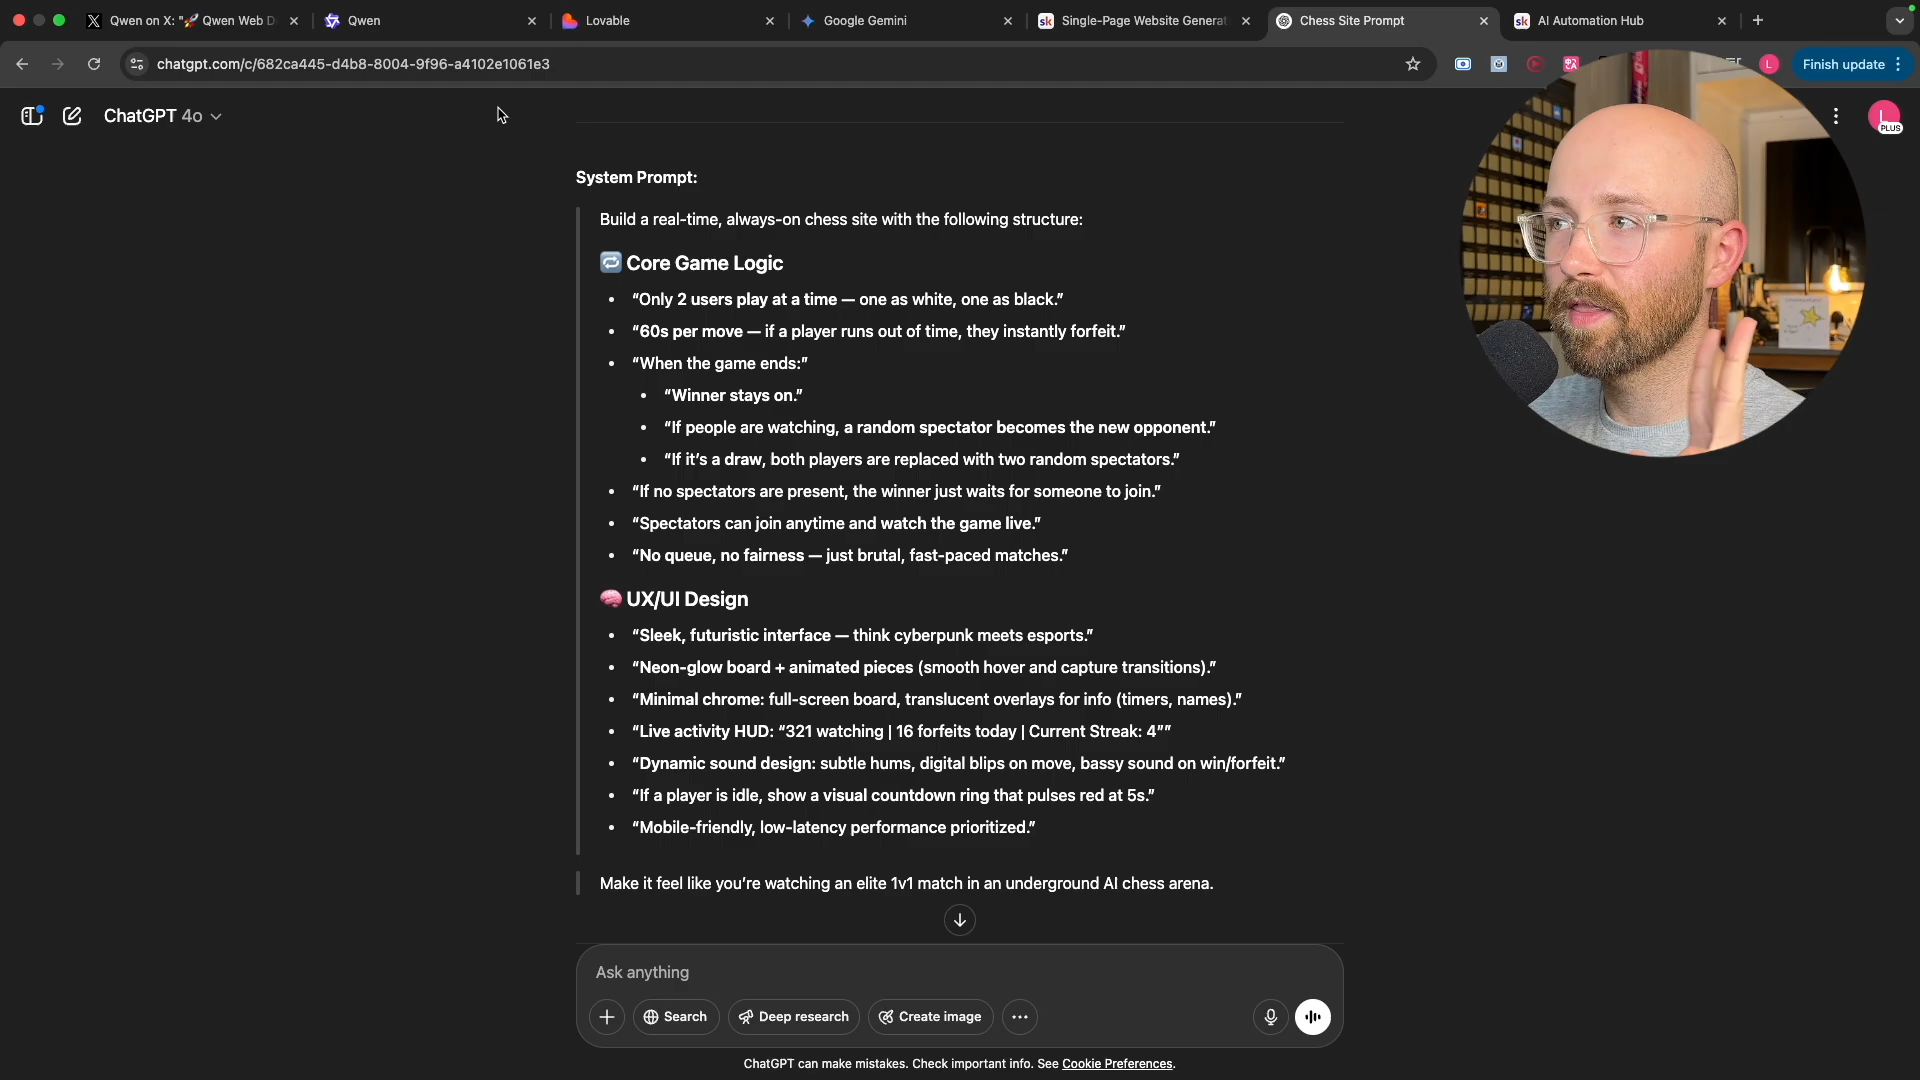 Qwen on X: "🚀 Qwen Web D
Qwen
Lovable
Google Gemini
Single-Page Website Generat
Chess Site Prompt
AI Automation Hub
chatgpt.com/c/682ca445-d4b8-8004-9f96-a4102e1061e3
L
Finish update
ChatGPT 4o
L
PLUS
System Prompt:
Build a real-time, always-on chess site with the following structure:
🔁 Core Game Logic
• “Only 2 users play at a time — one as white, one as black.”
• “60s per move — if a player runs out of time, they instantly forfeit.”
• “When the game ends:”
• “Winner stays on.”
• “If people are watching, a random spectator becomes the new opponent.”
• “If it’s a draw, both players are replaced with two random spectators.”
• “If no spectators are present, the winner just waits for someone to join.”
• “Spectators can join anytime and watch the game live.”
• “No queue, no fairness — just brutal, fast-paced matches.”
🧠 UX/UI Design
• “Sleek, futuristic interface — think cyberpunk meets esports.”
• “Neon-glow board + animated pieces (smooth hover and capture transitions).”
• “Minimal chrome: full-screen board, translucent overlays for info (timers, names).”
• “Live activity HUD: “321 watching | 16 forfeits today | Current Streak: 4””
• “Dynamic sound design: subtle hums, digital blips on move, bassy sound on win/forfeit.”
• “If a player is idle, show a visual countdown ring that pulses red at 5s.”
• “Mobile-friendly, low-latency performance prioritized.”
Make it feel like you’re watching an elite 1v1 match in an underground AI chess arena.
Ask anything
Search
Deep research
Create image
ChatGPT can make mistakes. Check important info. See Cookie Preferences.